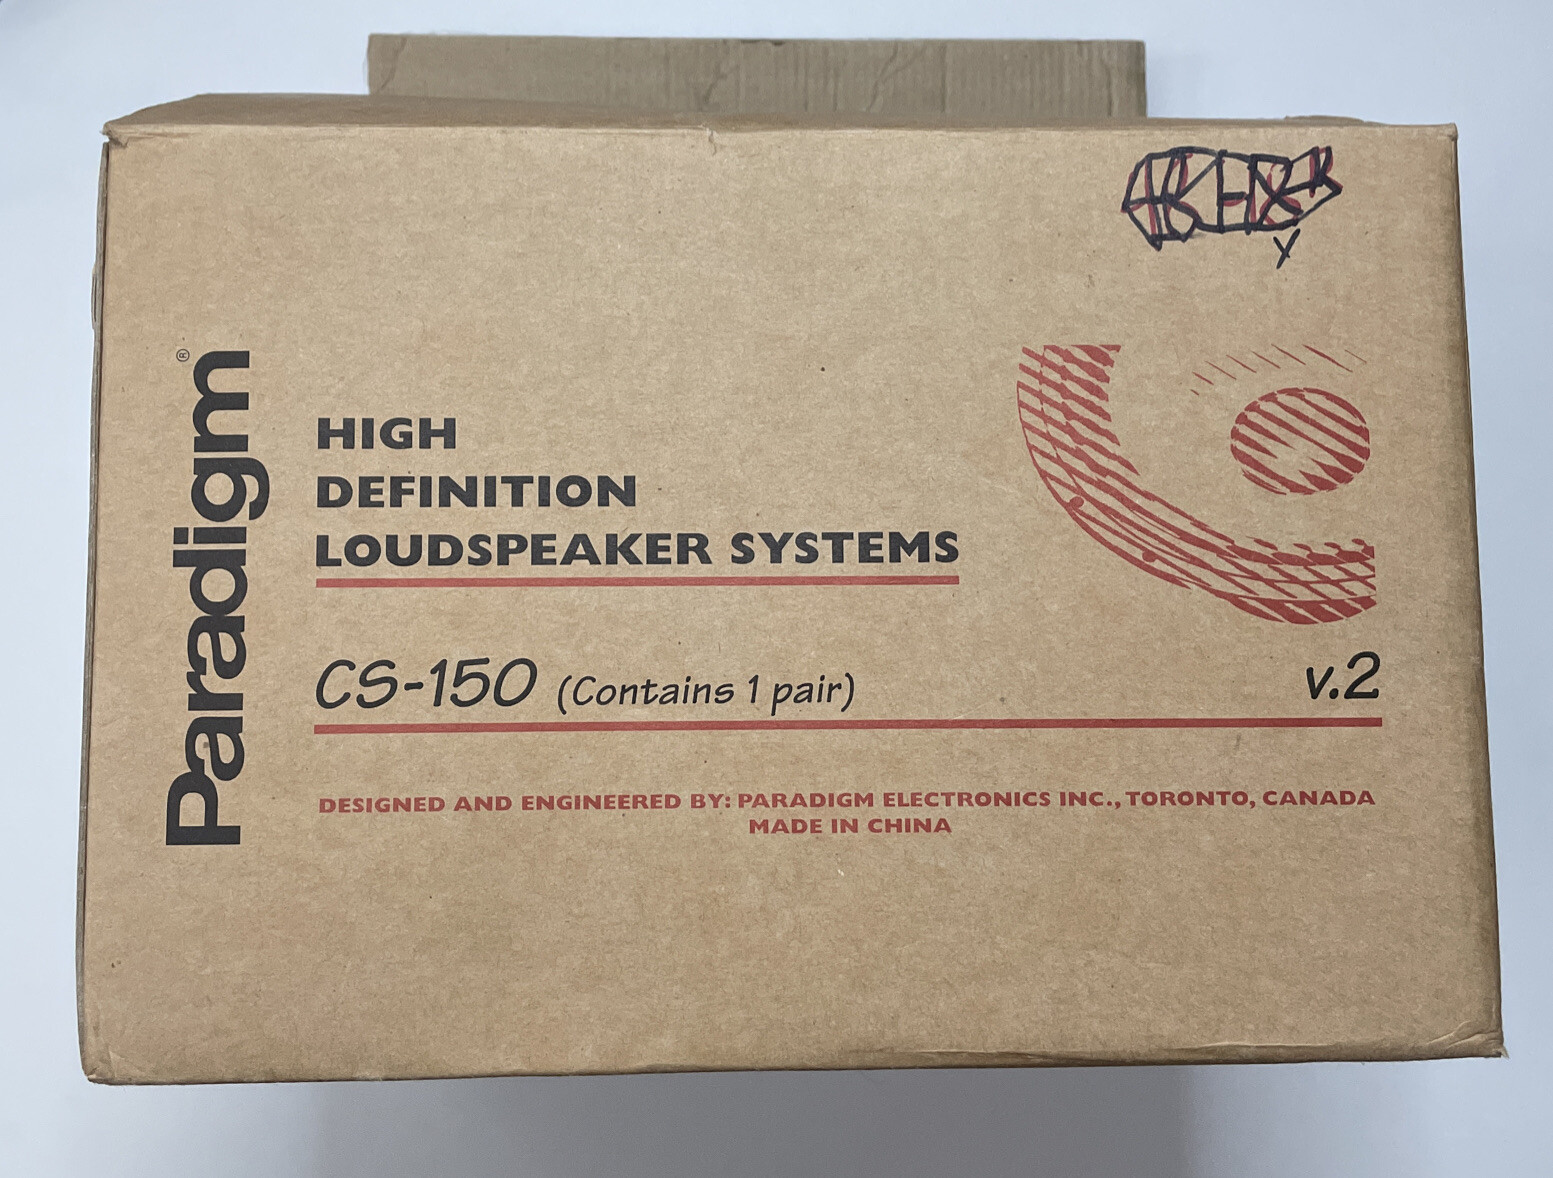 Paradigm®
HIGH
DEFINITION
LOUDSPEAKER SYSTEMS
CS-150 (Contains 1 pair) v.2
DESIGNED AND ENGINEERED BY: PARADIGM ELECTRONICS INC., TORONTO, CANADA
MADE IN CHINA